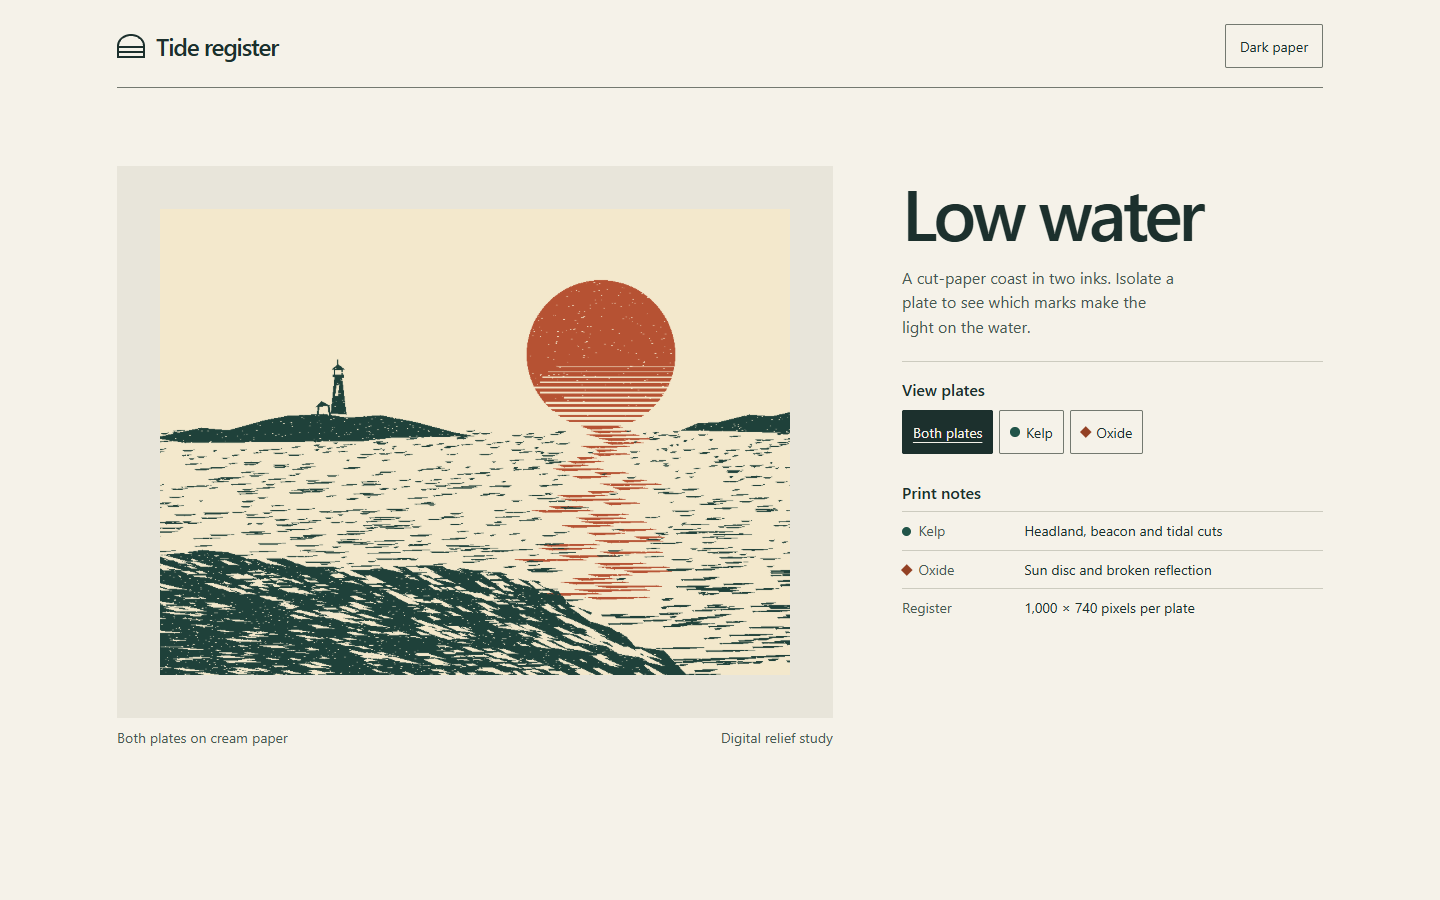 Tide register
Dark paper
Low water
A cut-paper coast in two inks. Isolate a
plate to see which marks make the
light on the water.
View plates
Both plates
Kelp
Oxide
Print notes
Kelp Headland, beacon and tidal cuts
Oxide Sun disc and broken reflection
Register 1,000 × 740 pixels per plate
Both plates on cream paper
Digital relief study